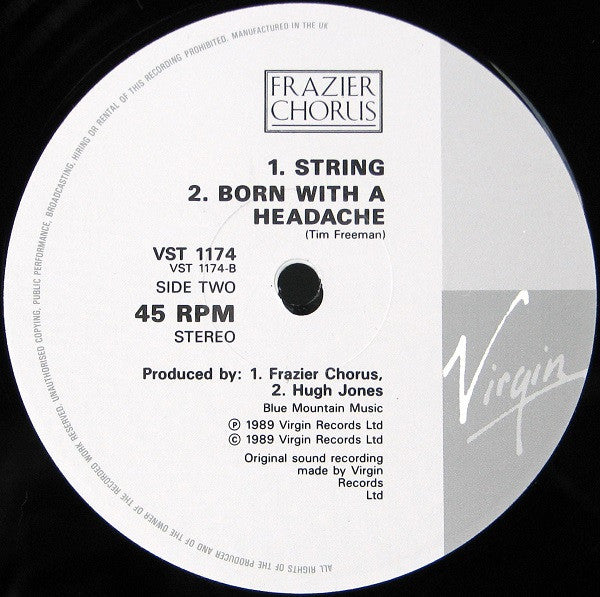 FRAZIER
CHORUS
1. STRING
2. BORN WITH A
HEADACHE
(Tim Freeman)
VST 1174
VST 1174-B
SIDE TWO
45 RPM
STEREO
Produced by: 1. Frazier Chorus,
2. Hugh Jones
Blue Mountain Music
Ⓟ 1989 Virgin Records Ltd
© 1989 Virgin Records Ltd
Original sound recording
made by Virgin
Records
Ltd
Virgin
ALL RIGHTS OF THE PRODUCER AND OF THE OWNER OF THE RECORDED WORK RESERVED. UNAUTHORISED COPYING, PUBLIC PERFORMANCE, BROADCASTING, HIRING OR RENTAL OF THIS RECORDING PROHIBITED. MANUFACTURED IN THE UK